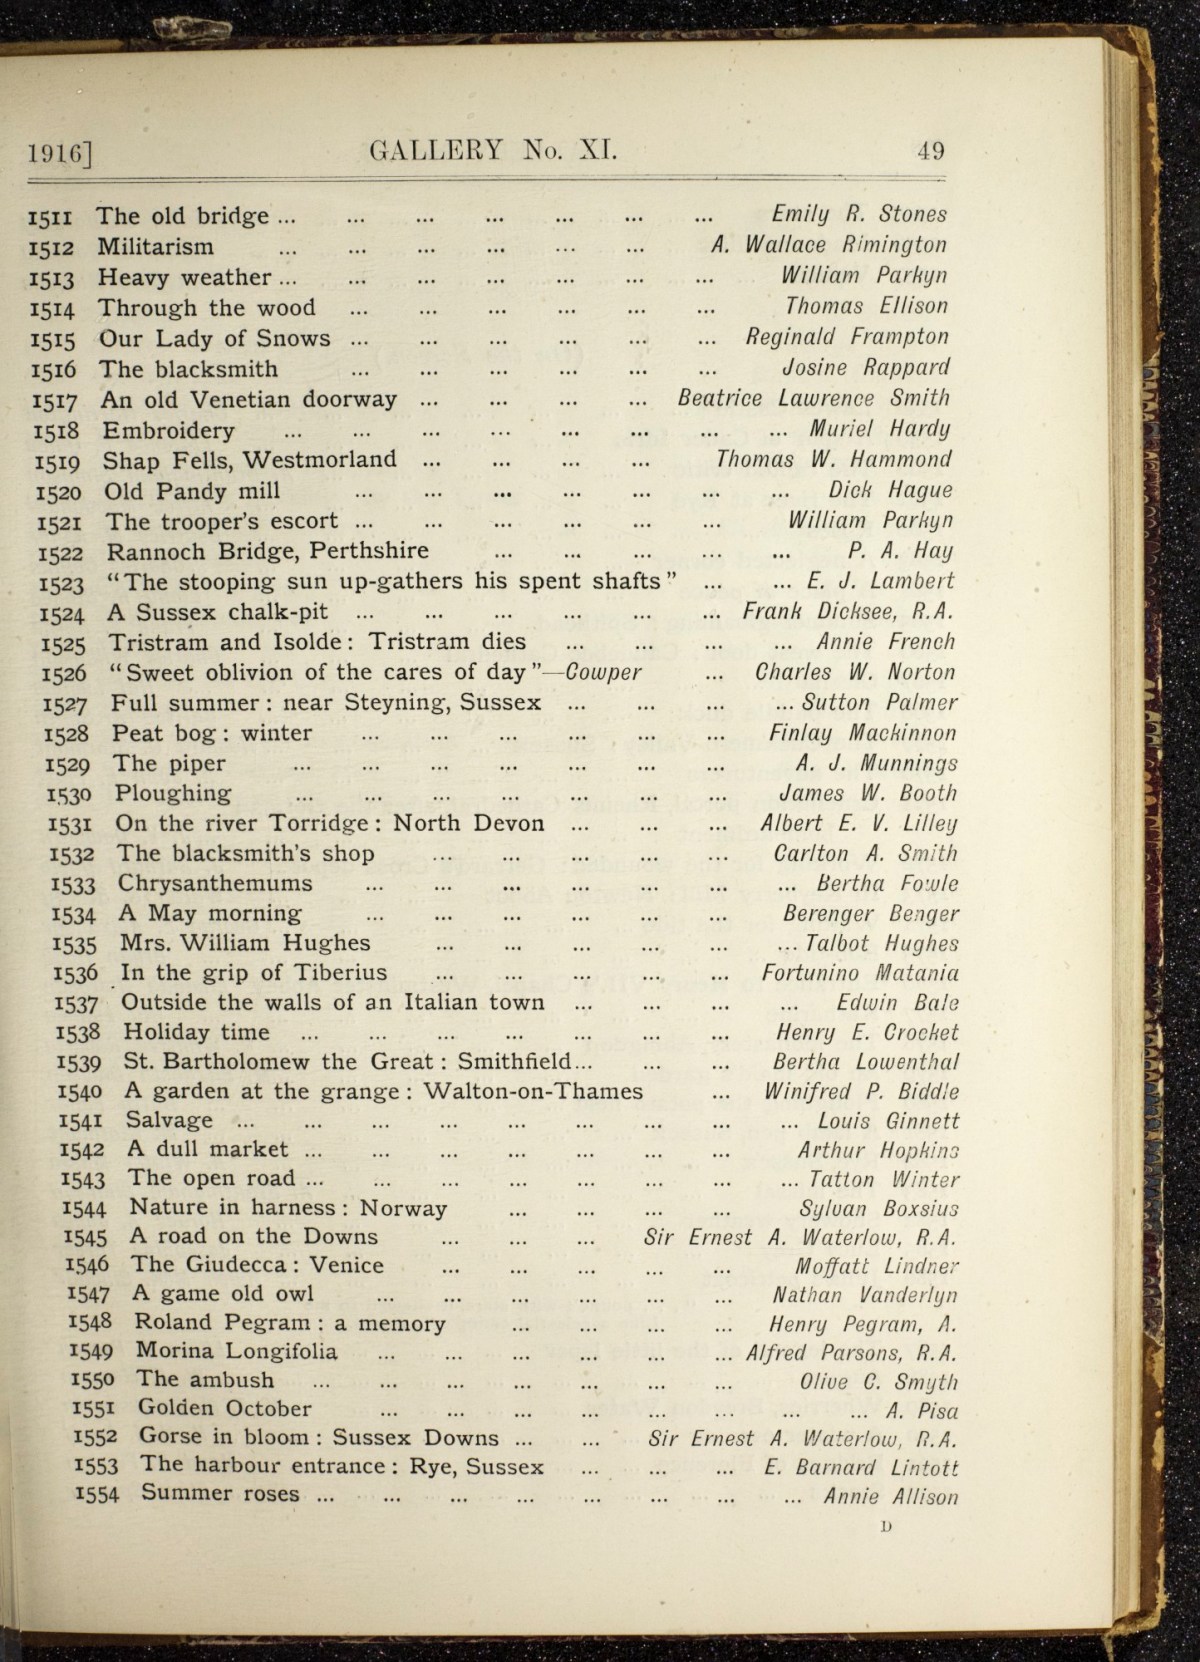 1916] GALLERY No. XI. 49
1511 The old bridge ... ... ... ... ... ... ... Emily R. Stones
1512 Militarism ... ... ... ... ... ... A. Wallace Rimington
1513 Heavy weather ... ... ... ... ... ... ... William Parkyn
1514 Through the wood ... ... ... ... ... ... Thomas Ellison
1515 Our Lady of Snows ... ... ... ... ... ... Reginald Frampton
1516 The blacksmith ... ... ... ... ... ... Josine Rappard
1517 An old Venetian doorway ... ... ... ... Beatrice Lawrence Smith
1518 Embroidery ... ... ... ... ... ... ... ... Muriel Hardy
1519 Shap Fells, Westmorland ... ... ... ... Thomas W. Hammond
1520 Old Pandy mill ... ... ... ... ... ... ... Dick Hague
1521 The trooper's escort ... ... ... ... ... ... William Parkyn
1522 Rannoch Bridge, Perthshire ... ... ... ... ... P. A. Hay
1523 "The stooping sun up-gathers his spent shafts" ... ... E. J. Lambert
1524 A Sussex chalk-pit ... ... ... ... ... ... Frank Dicksee, R.A.
1525 Tristram and Isolde: Tristram dies ... ... ... ... Annie French
1526 "Sweet oblivion of the cares of day"—Cowper ... Charles W. Norton
1527 Full summer: near Steyning, Sussex ... ... ... ... Sutton Palmer
1528 Peat bog: winter ... ... ... ... ... ... Finlay Mackinnon
1529 The piper ... ... ... ... ... ... ... A. J. Munnings
1530 Ploughing ... ... ... ... ... ... ... James W. Booth
1531 On the river Torridge: North Devon ... ... ... Albert E. V. Lilley
1532 The blacksmith's shop ... ... ... ... ... Carlton A. Smith
1533 Chrysanthemums ... ... ... ... ... ... ... Bertha Fowle
1534 A May morning ... ... ... ... ... ... Berenger Benger
1535 Mrs. William Hughes ... ... ... ... ... ... Talbot Hughes
1536 In the grip of Tiberius ... ... ... ... ... Fortunino Matania
1537 Outside the walls of an Italian town ... ... ... ... Edwin Bale
1538 Holiday time ... ... ... ... ... ... ... Henry E. Crocket
1539 St. Bartholomew the Great: Smithfield... ... ... Bertha Lowenthal
1540 A garden at the grange: Walton-on-Thames ... Winifred P. Biddle
1541 Salvage ... ... ... ... ... ... ... ... ... Louis Ginnett
1542 A dull market ... ... ... ... ... ... ... Arthur Hopkins
1543 The open road ... ... ... ... ... ... ... ... Tatton Winter
1544 Nature in harness: Norway ... ... ... ... Sylvan Boxsius
1545 A road on the Downs ... ... ... Sir Ernest A. Waterlow, R.A.
1546 The Giudecca: Venice ... ... ... ... ... Moffatt Lindner
1547 A game old owl ... ... ... ... ... ... Nathan Vanderlyn
1548 Roland Pegram: a memory ... ... ... ... Henry Pegram, A.
1549 Morina Longifolia ... ... ... ... ... ... Alfred Parsons, R.A.
1550 The ambush ... ... ... ... ... ... ... Olive C. Smyth
1551 Golden October ... ... ... ... ... ... ... ... A. Pisa
1552 Gorse in bloom: Sussex Downs ... ... Sir Ernest A. Waterlow, R.A.
1553 The harbour entrance: Rye, Sussex ... ... ... E. Barnard Lintott
1554 Summer roses ... ... ... ... ... ... ... ... Annie Allison
D